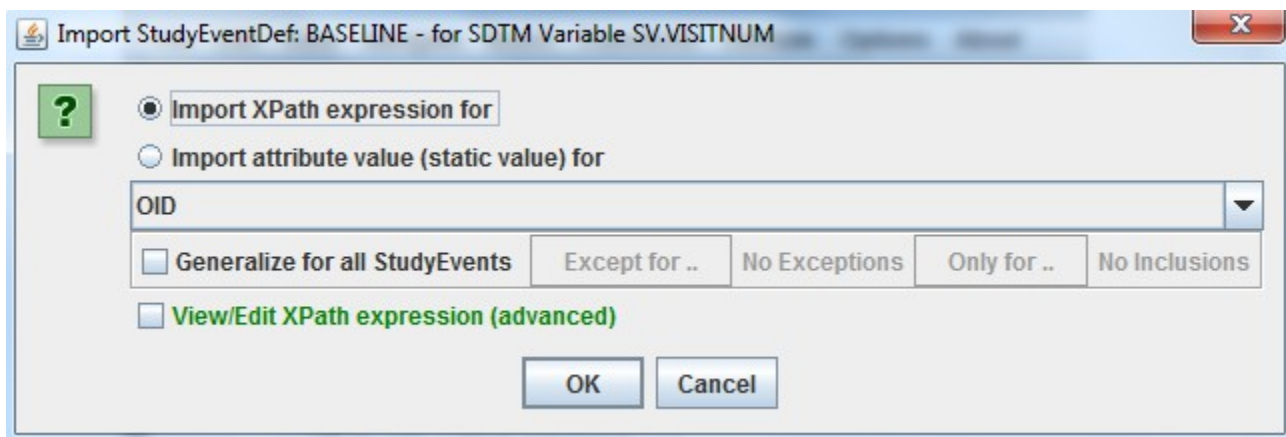 Import StudyEventDef: BASELINE - for SDTM Variable SV.VISITNUM
Import XPath expression for
Import attribute value (static value) for
OID
Generalize for all StudyEvents Except for .. No Exceptions Only for .. No Inclusions
View/Edit XPath expression (advanced)
OK Cancel